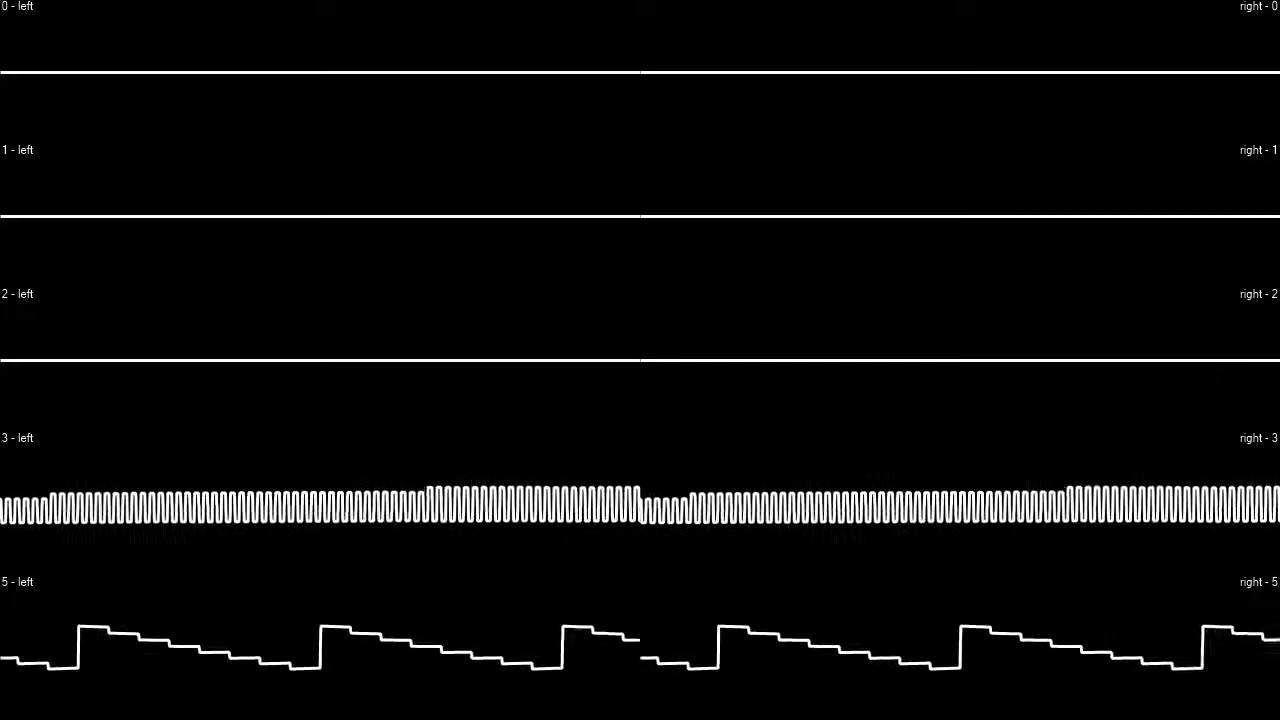 0 - left
right - 0
1 - left
right - 1
2 - left
right - 2
3 - left
right - 3
5 - left
right - 5